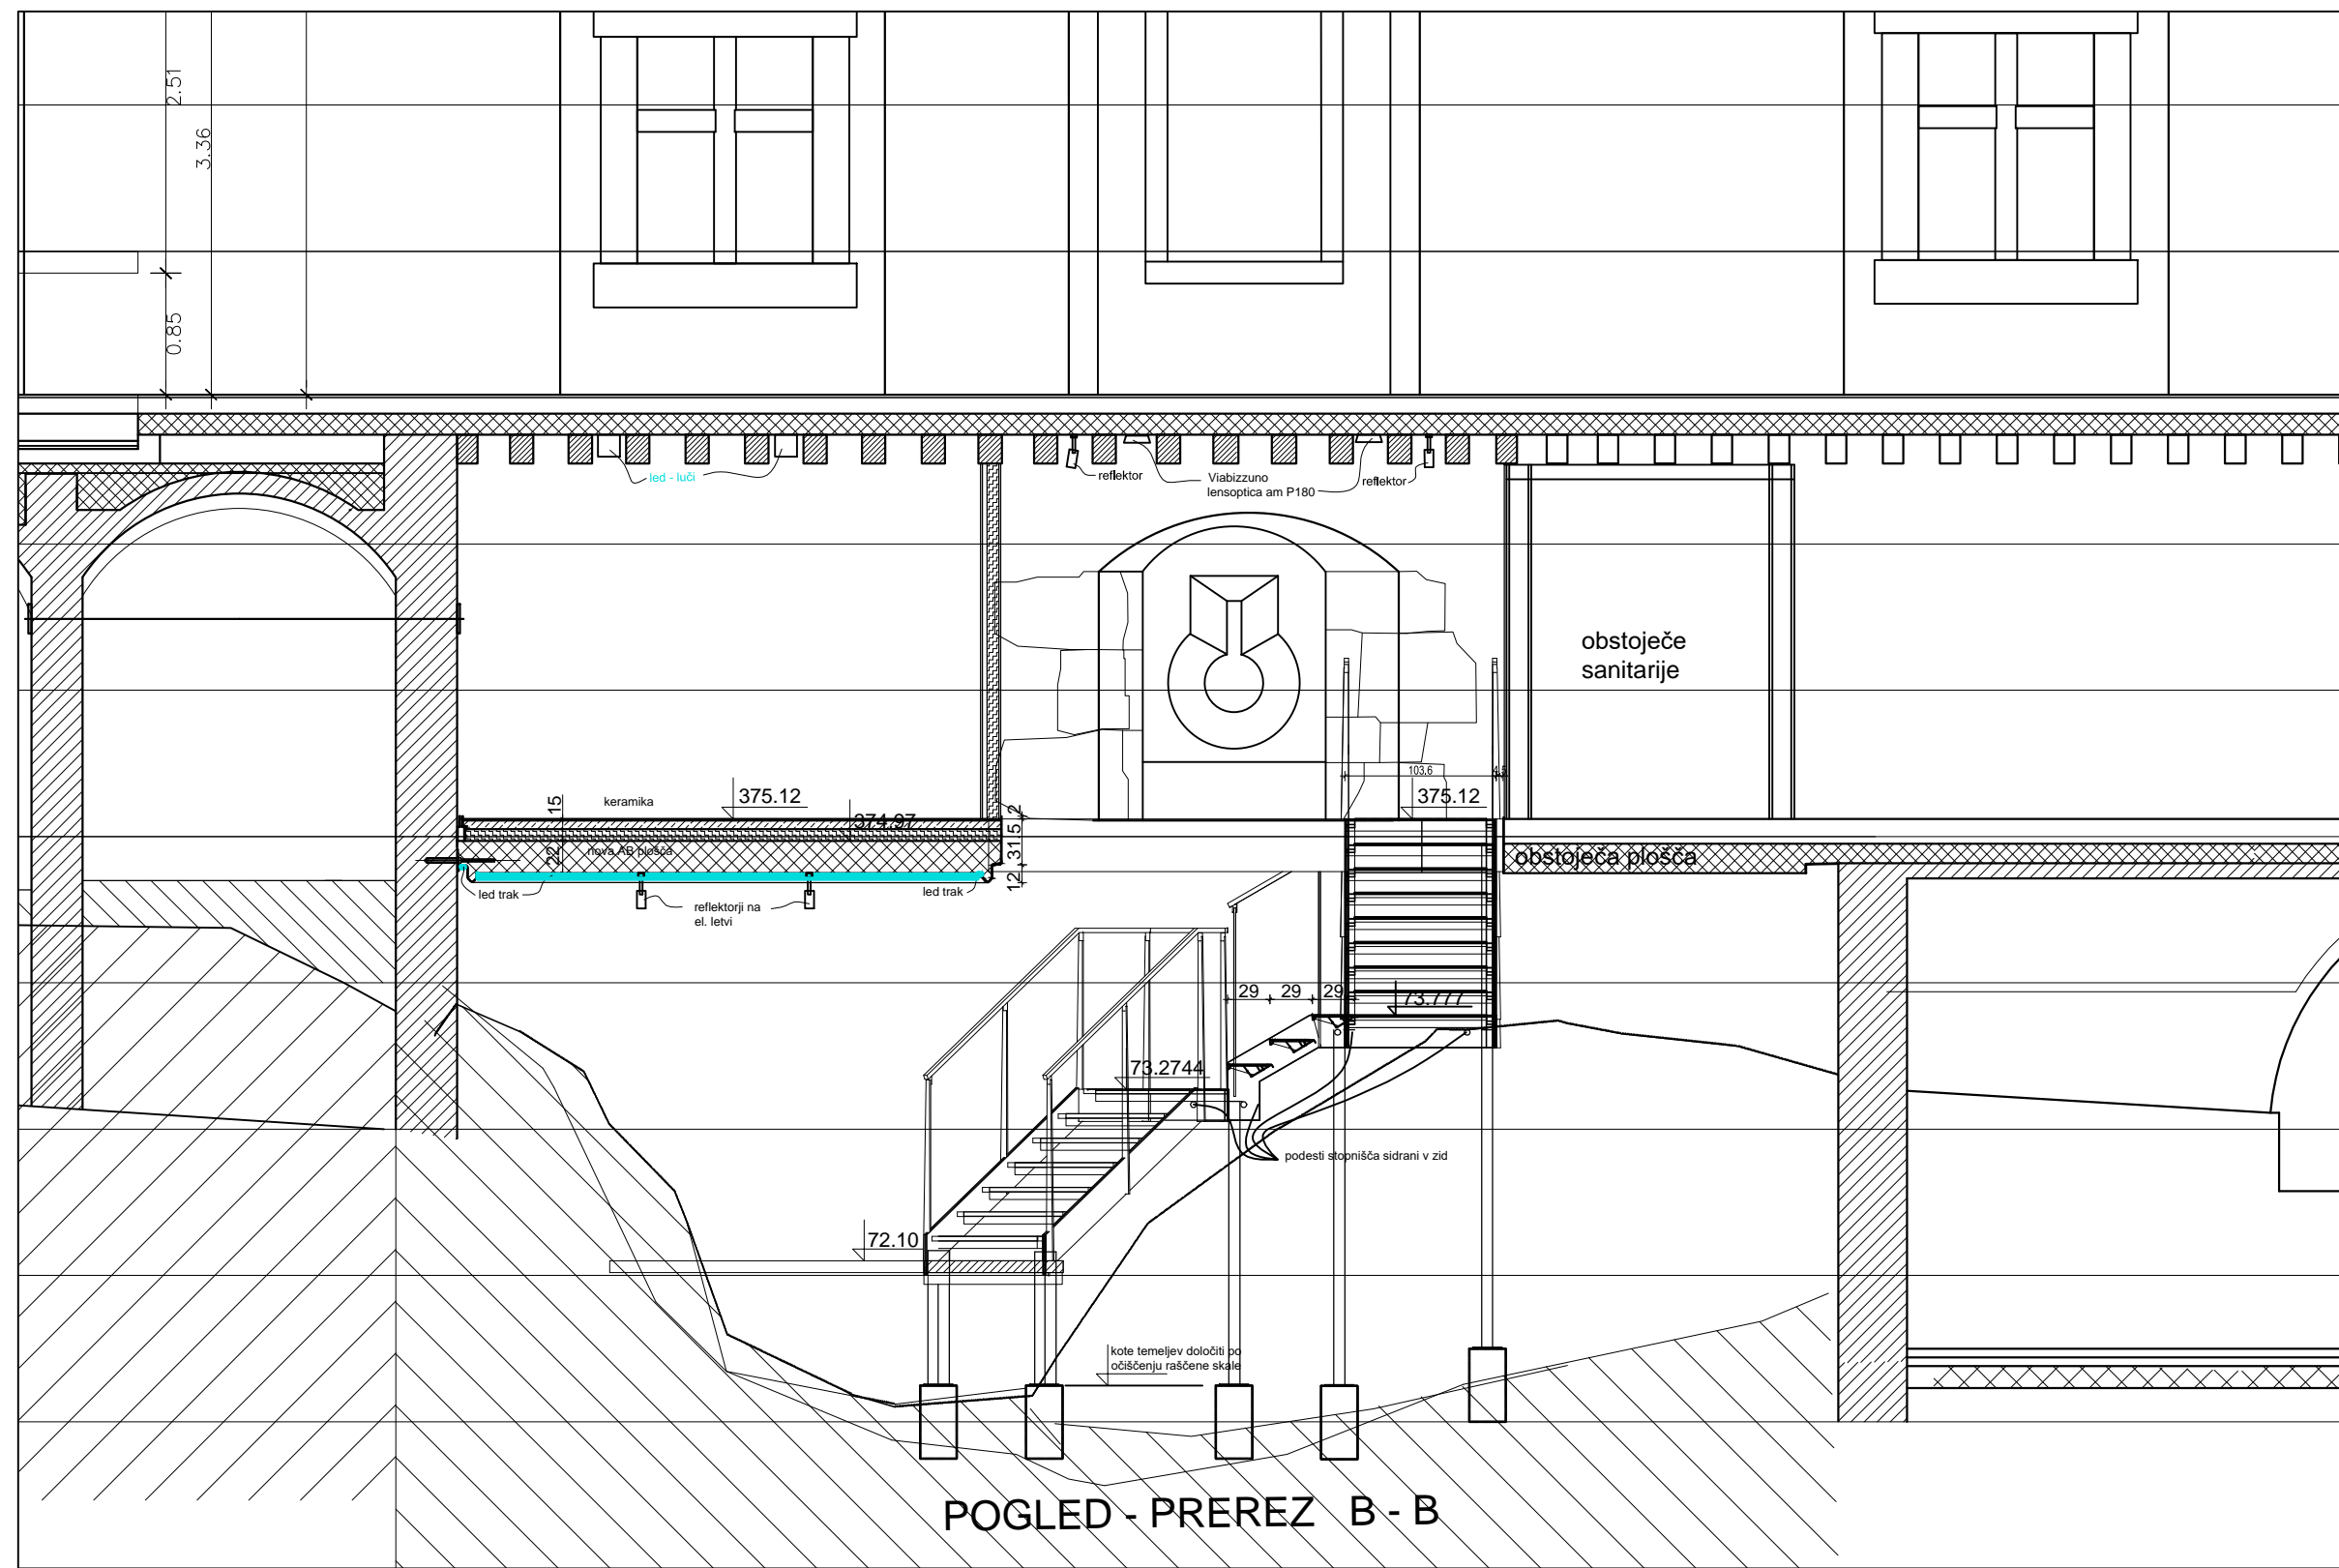 2.51
3.36
0.85
led - luči
reflektor
Viabizzuno
lensoptica am P180
reflektor
obstoječe
sanitarije
103.6
4.5
15
keramika
375.12
374.97
375.12
2
31.5
12
22
nova AB plošča
obstoječa plošča
led trak
reflektorji na
el. letvi
led trak
29
29
29
73.777
73.2744
podesti stopnišča sidrani v zid
72.10
kote temeljev določiti po
očiščenju raščene skale
POGLED - PREREZ B - B